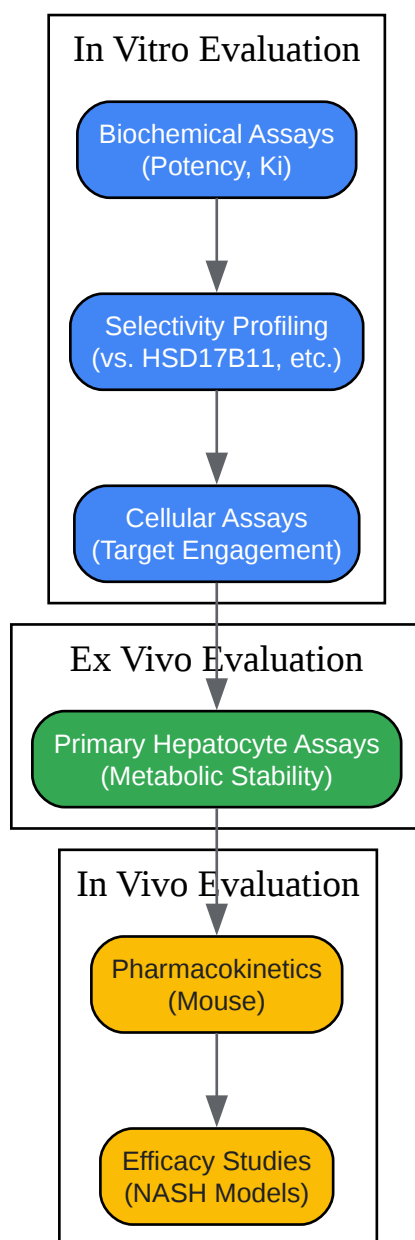 In Vitro Evaluation
Biochemical Assays
(Potency, Ki)
Selectivity Profiling
(vs. HSD17B11, etc.)
Cellular Assays
(Target Engagement)
Ex Vivo Evaluation
Primary Hepatocyte Assays
(Metabolic Stability)
In Vivo Evaluation
Pharmacokinetics
(Mouse)
Efficacy Studies
(NASH Models)